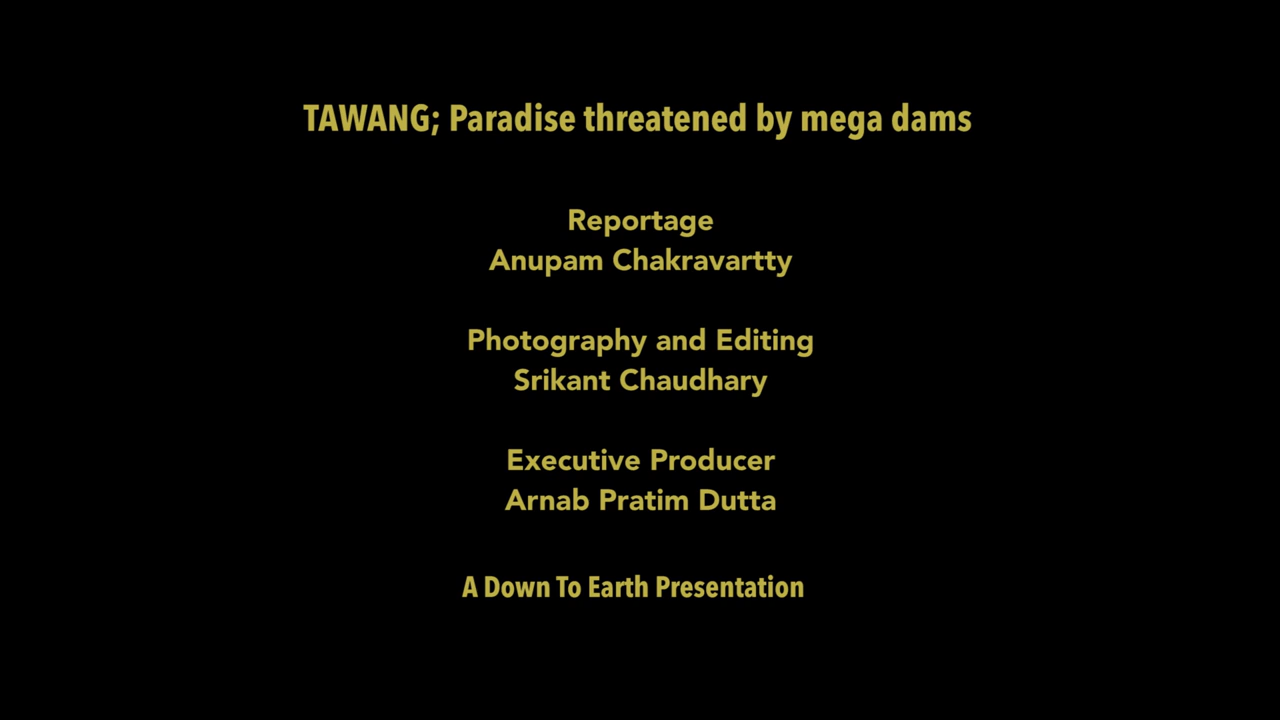 TAWANG; Paradise threatened by mega dams
Reportage
Anupam Chakravartty
Photography and Editing
Srikant Chaudhary
Executive Producer
Arnab Pratim Dutta
A Down To Earth Presentation